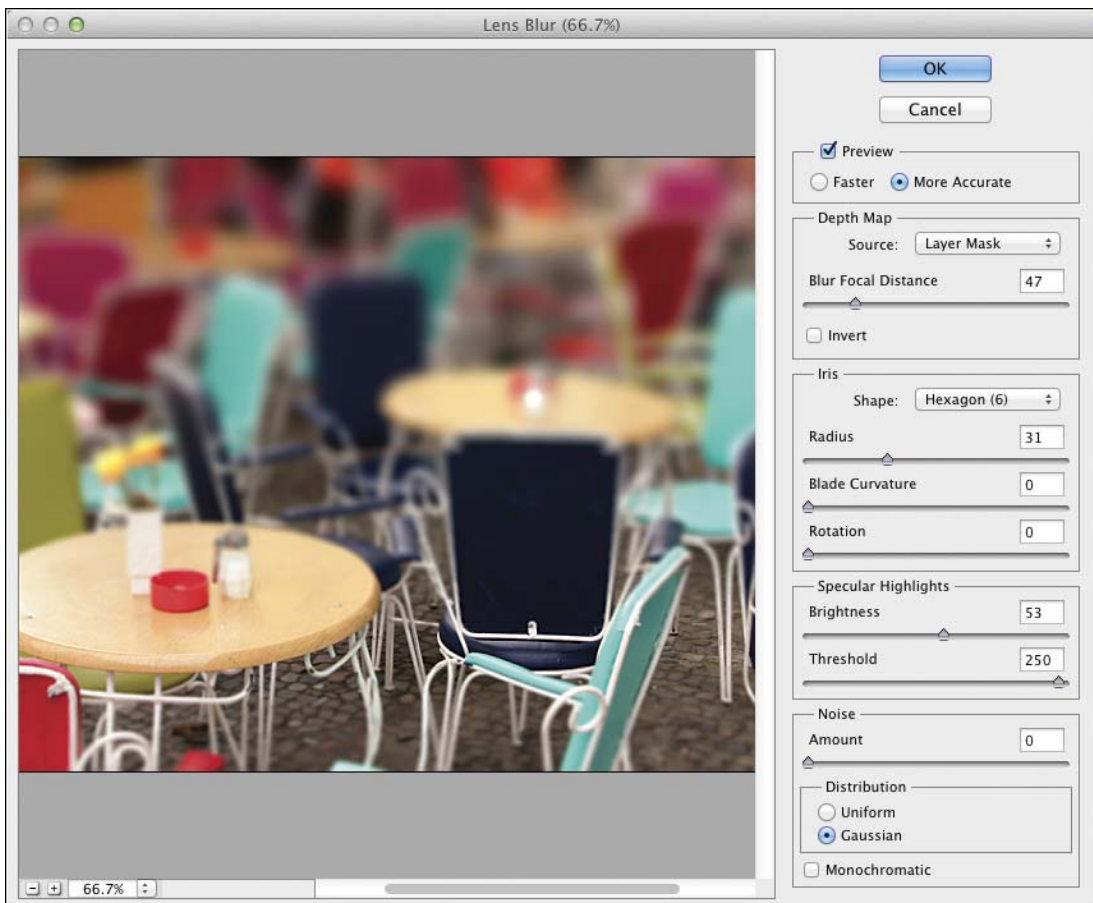 Lens Blur (66.7%)
OK
Cancel
Preview
Faster More Accurate
Depth Map
Source: Layer Mask
Blur Focal Distance 47
Invert
Iris
Shape: Hexagon (6)
Radius 31
Blade Curvature 0
Rotation 0
Specular Highlights
Brightness 53
Threshold 250
Noise
Amount 0
Distribution
Uniform
Gaussian
Monochromatic
66.7%